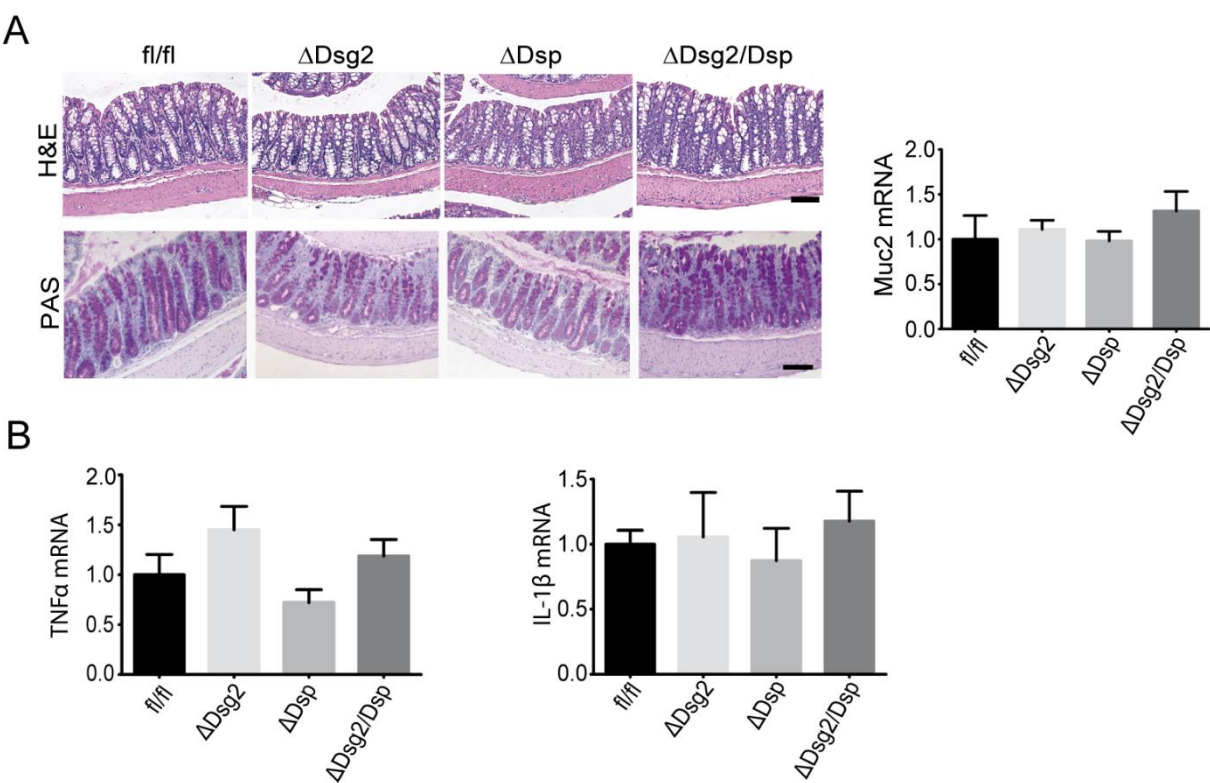 A
fl/fl ΔDsg2 ΔDsp ΔDsg2/Dsp
H&E
PAS
Muc2 mRNA
2.0
1.5
1.0
0.5
0.0
fl/fl ΔDsg2 ΔDsp ΔDsg2/Dsp
B
TNFα mRNA
2.0
1.5
1.0
0.5
0.0
fl/fl ΔDsg2 ΔDsp ΔDsg2/Dsp
IL-1β mRNA
1.5
1.0
0.5
0.0
fl/fl ΔDsg2 ΔDsp ΔDsg2/Dsp